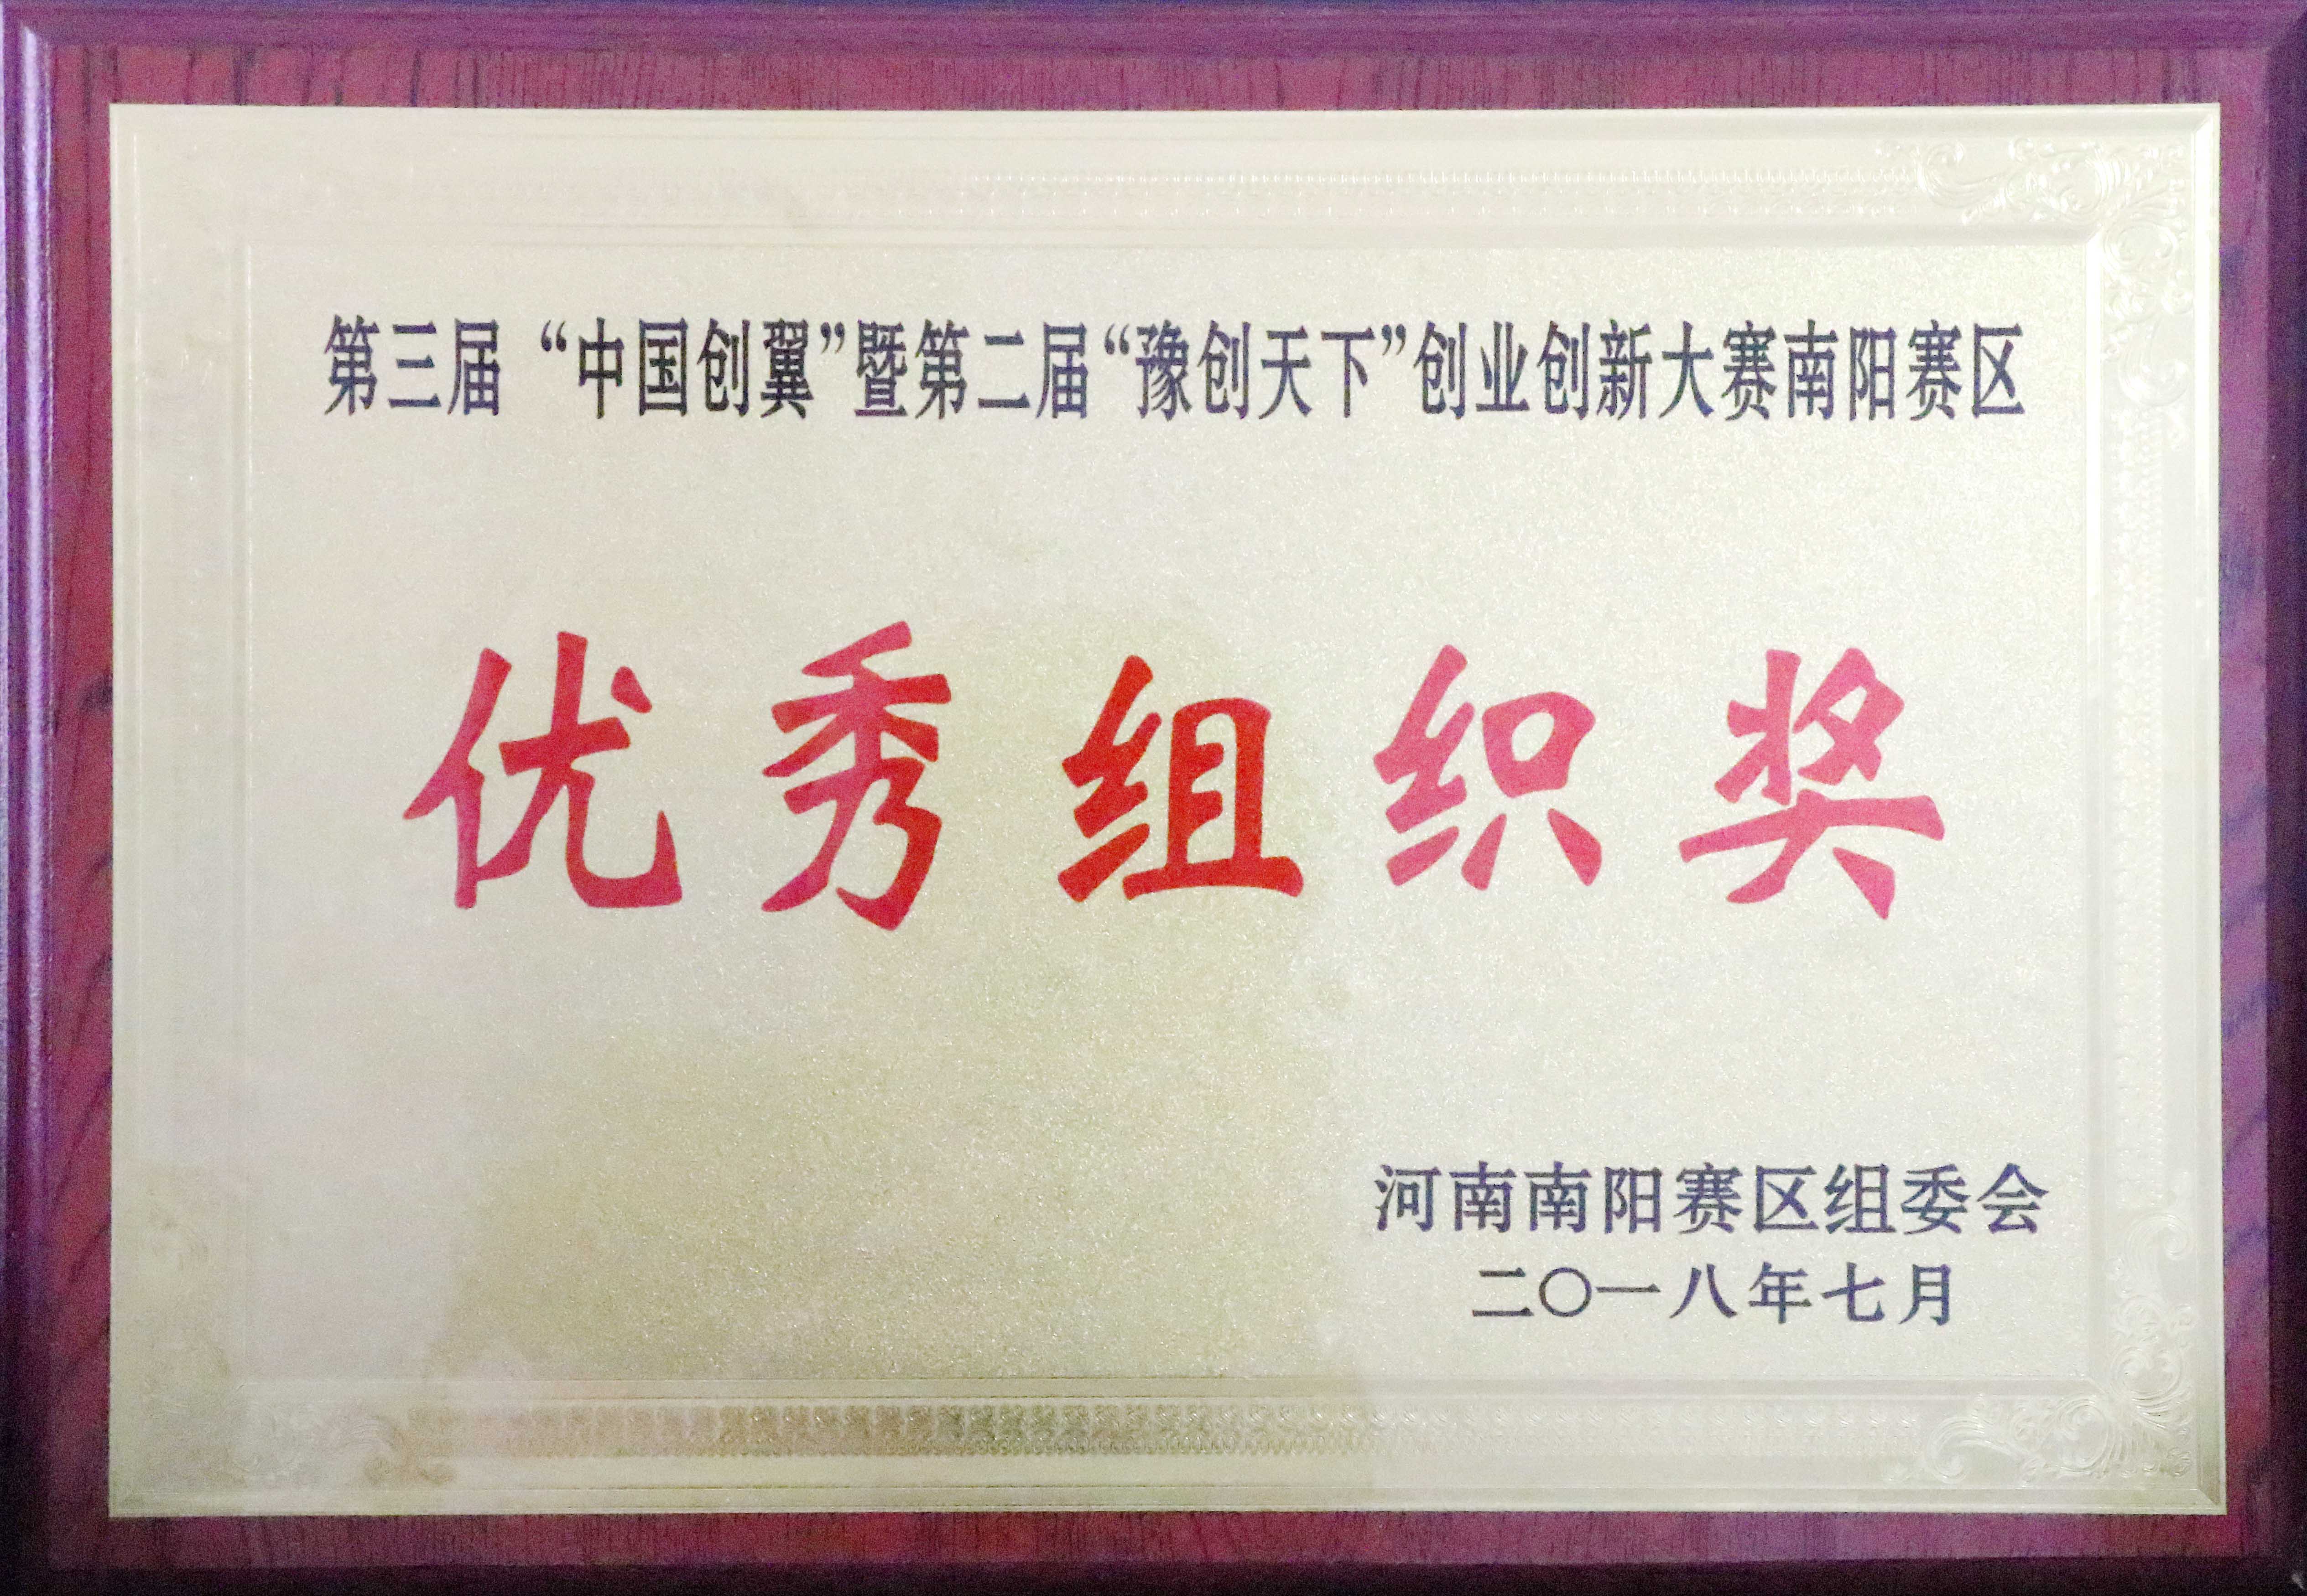 第三届“中国创翼”暨第二届“豫创天下”创业创新大赛南阳赛区
优秀组织奖
河南南阳赛区组委会
二〇一八年七月